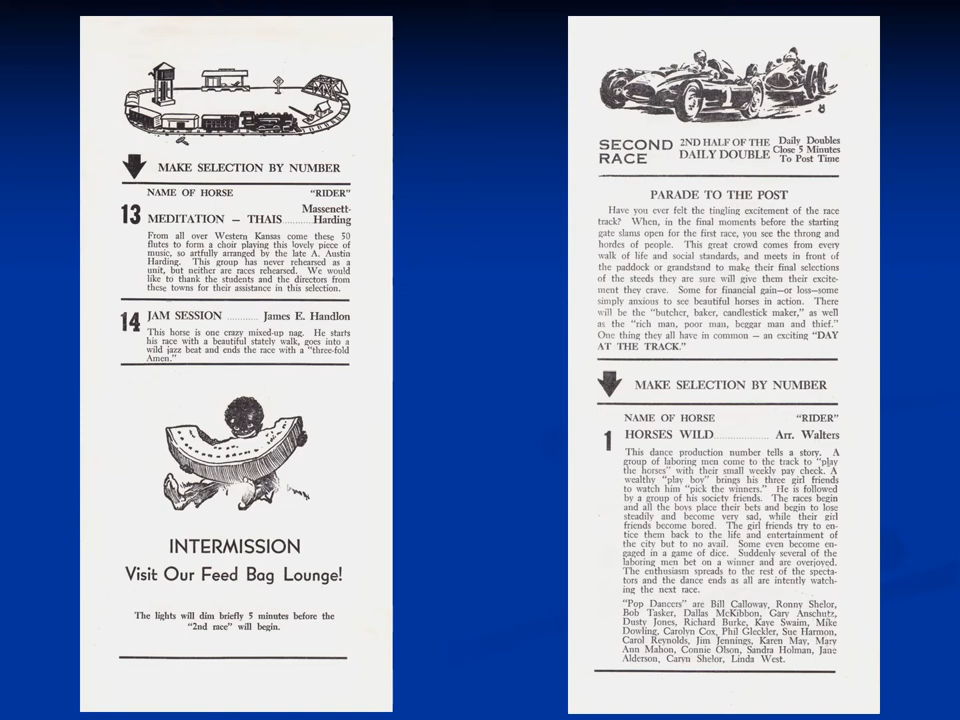 MAKE SELECTION BY NUMBER
NAME OF HORSE "RIDER"
13 MEDITATION – THAIS .......... Massenett-
Harding
From all over Western Kansas come these 50
flutes to form a choir playing this lovely piece of
music, so artfully arranged by the late A. Austin
Harding. This group has never rehearsed as a
unit, but neither are races rehearsed. We would
like to thank the students and the directors from
these towns for their assistance in this selection.
14 JAM SESSION ............ James E. Handlon
This horse is one crazy mixed-up nag. He starts
his race with a beautiful stately walk, goes into a
wild jazz beat and ends the race with a "three-fold
Amen."
INTERMISSION
Visit Our Feed Bag Lounge!
The lights will dim briefly 5 minutes before the
"2nd race" will begin.
1
SECOND
RACE
2ND HALF OF THE
DAILY DOUBLE
Daily Doubles
Close 5 Minutes
To Post Time
PARADE TO THE POST
Have you ever felt the tingling excitement of the race
track? When, in the final moments before the starting
gate slams open for the first race, you see the throng and
hordes of people. This great crowd comes from every
walk of life and social standards, and meets in front of
the paddock or grandstand to make their final selections
of the steeds they are sure will give them their excite-
ment they crave. Some for financial gain—or loss—some
simply anxious to see beautiful horses in action. There
will be the "butcher, baker, candlestick maker," as well
as the "rich man, poor man, beggar man and thief."
One thing they all have in common – an exciting "DAY
AT THE TRACK."
MAKE SELECTION BY NUMBER
NAME OF HORSE "RIDER"
1 HORSES WILD .................... Arr. Walters
This dance production number tells a story. A
group of laboring men come to the track to "play
the horses" with their small weekly pay check. A
wealthy "play boy" brings his three girl friends
to watch him "pick the winners." He is followed
by a group of his society friends. The races begin
and all the boys place their bets and begin to lose
steadily and become very sad, while their girl
friends become bored. The girl friends try to en-
tice them back to the life and entertainment of
the city but to no avail. Some even become en-
gaged in a game of dice. Suddenly several of the
laboring men bet on a winner and are overjoyed.
The enthusiasm spreads to the rest of the specta-
tors and the dance ends as all are intently watch-
ing the next race.
"Pop Dancers" are Bill Calloway, Ronny Shelor,
Bob Tasker, Dallas McKibbon, Gary Anschutz,
Dusty Jones, Richard Burke, Kaye Swaim, Mike
Dowling, Carolyn Cox, Phil Gleckler, Sue Harmon,
Carol Reynolds, Jim Jennings, Karen May, Mary
Ann Mahon, Connie Olson, Sandra Holman, Jane
Alderson, Caryn Shelor, Linda West.